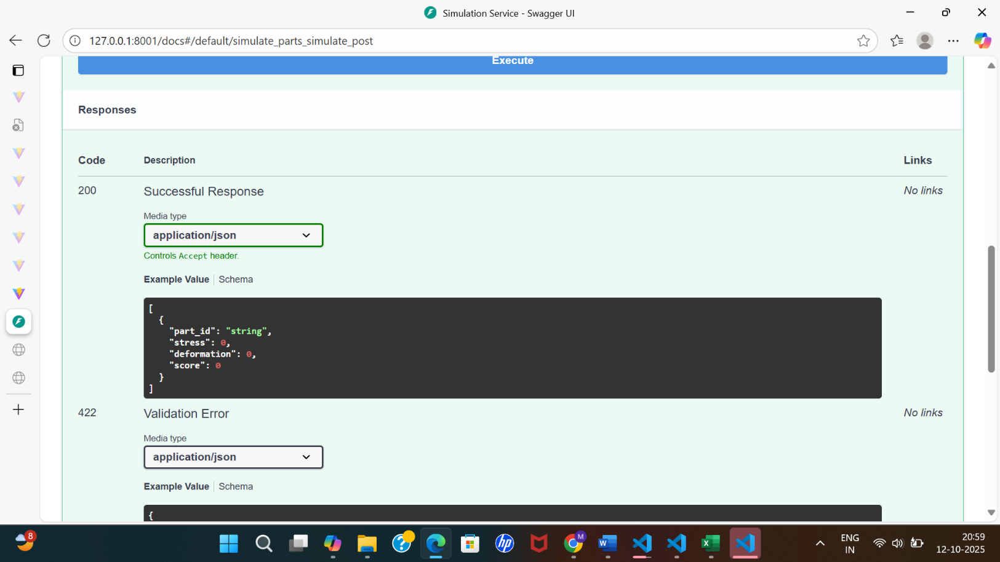 Simulation Service - Swagger UI
127.0.0.1:8001/docs#/default/simulate_parts_simulate_post
Execute
Responses
Code Description Links
200 Successful Response No links
Media type
application/json
Controls Accept header.
Example Value | Schema
[
  {
    "part_id": "string",
    "stress": 0,
    "deformation": 0,
    "score": 0
  }
]
422 Validation Error No links
Media type
application/json
Example Value | Schema
{
8
?
hp
M
W
X
ENG
IN
20:59
12-10-2025